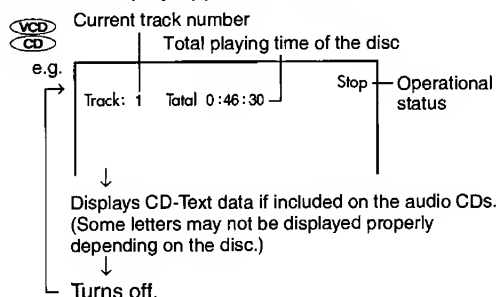 VCD
CD
Current track number
Total playing time of the disc
e.g.
Track: 1 Tatal 0:46:30
Stop
Operational
status
Displays CD-Text data if included on the audio CDs.
(Some letters may not be displayed properly
depending on the disc.)
Turns off.